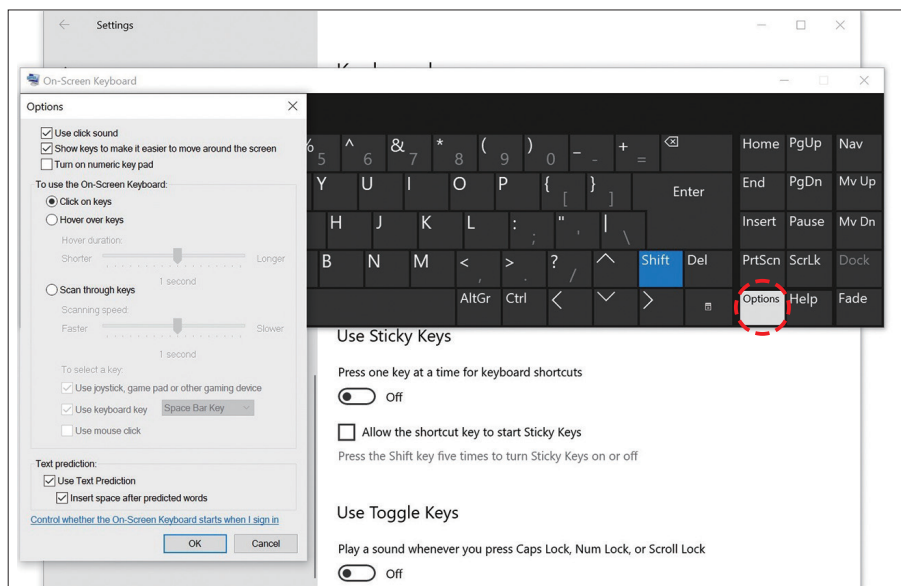 Settings
On-Screen Keyboard
Options
Use click sound
Show keys to make it easier to move around the screen
Turn on numeric key pad
To use the On-Screen Keyboard:
Click on keys
Hover over keys
Hover duration:
Shorter Longer
1 second
Scan through keys
Scanning speed:
Faster Slower
1 second
To select a key:
Use joystick, game pad or other gaming device
Use keyboard key Space Bar Key
Use mouse click
Text prediction:
Use Text Prediction
Insert space after predicted words
Control whether the On-Screen Keyboard starts when I sign in
OK Cancel
% 5 ^ 6 & 7 * 8 ( 9 ) 0 _ - + = Home PgUp Nav
Y U I O P { [ } ] Enter End PgDn Mv Up
H J K L : ; " ' | \ Insert Pause Mv Dn
B N M < , > . ? / Shift Del PrtScn ScrLk Dock
AltGr Ctrl Options Help Fade
Use Sticky Keys
Press one key at a time for keyboard shortcuts
Off
Allow the shortcut key to start Sticky Keys
Press the Shift key five times to turn Sticky Keys on or off
Use Toggle Keys
Play a sound whenever you press Caps Lock, Num Lock, or Scroll Lock
Off